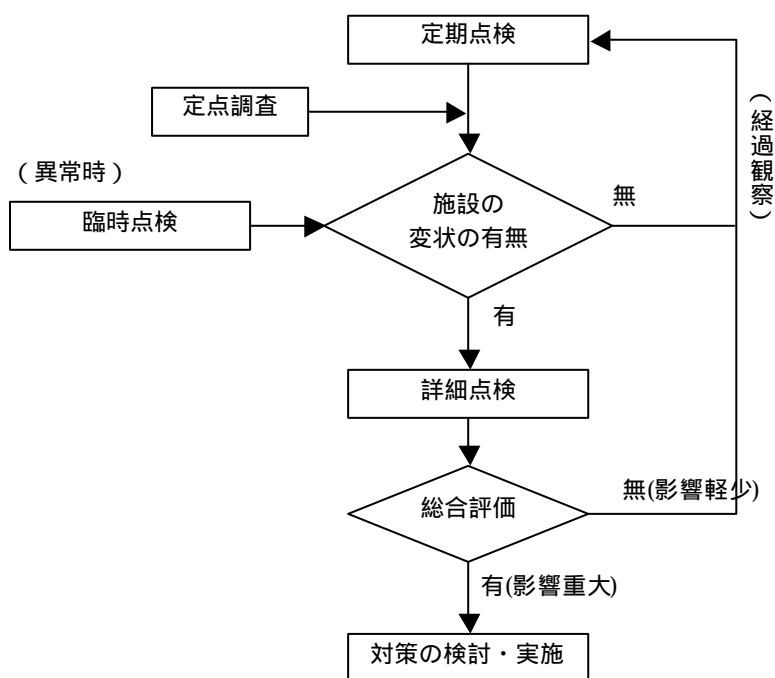 定期点検
定点調査
(経過観察)
(異常時)
臨時点検
施設の
変状の有無
無
有
詳細点検
総合評価
無(影響軽少)
有(影響重大)
対策の検討・実施